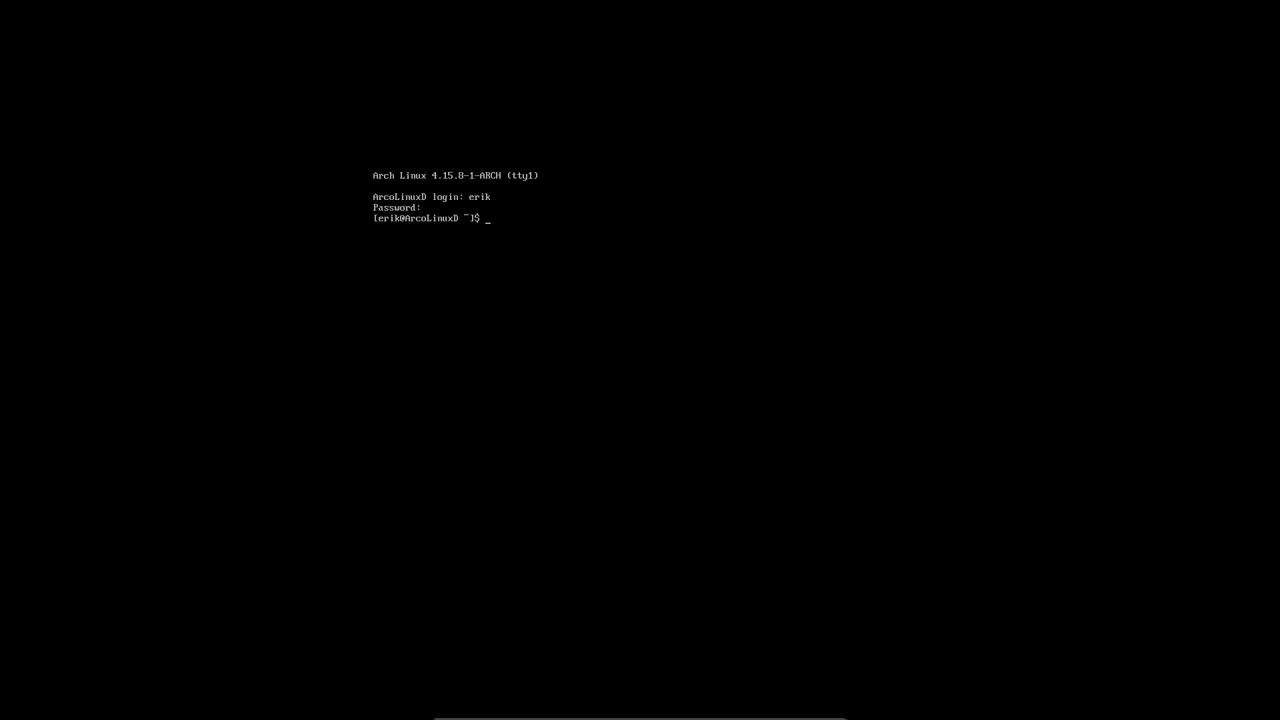 Arch Linux 4.15.8-1-ARCH (tty1)
ArcoLinuxD login: erik
Password:
[erik@ArcoLinuxD ~]$ _